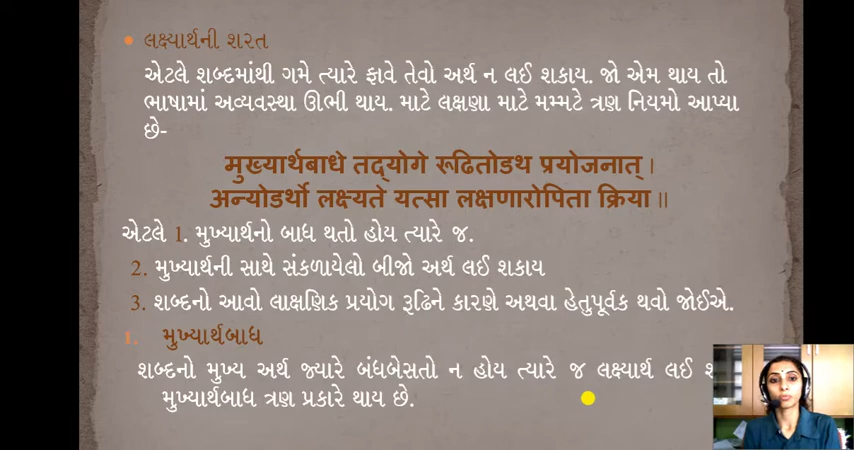 લક્ષ્યાર્થની શરત
એટલે શબ્દમાંથી ગમે ત્યારે ફાવે તેવો અર્થ ન લઈ શકાય. જો એમ થાય તો
ભાષામાં અવ્યવસ્થા ઊભી થાય. માટે લક્ષણા માટે મમ્મટે ત્રણ નિયમો આપ્યા
છે-
मुख्यार्थबाधे तद्योगे रूढितोडथ प्रयोजनात् ।
अन्योडर्थो लक्ष्यते यत्सा लक्षणारोपिता क्रिया ॥
એટલે 1. મુખ્યાર્થનો બાધ થતો હોય ત્યારે જ.
2. મુખ્યાર્થની સાથે સંકળાયેલો બીજો અર્થ લઈ શકાય
3. શબ્દનો આવો લાક્ષણિક પ્રયોગ રૂઢિને કારણે અથવા હેતુપૂર્વક થવો જોઈએ.
1. મુખ્યાર્થબાધ
શબ્દનો મુખ્ય અર્થ જ્યારે બંધબેસતો ન હોય ત્યારે જ લક્ષ્યાર્થ લઈ
મુખ્યાર્થબાધ ત્રણ પ્રકારે થાય છે.